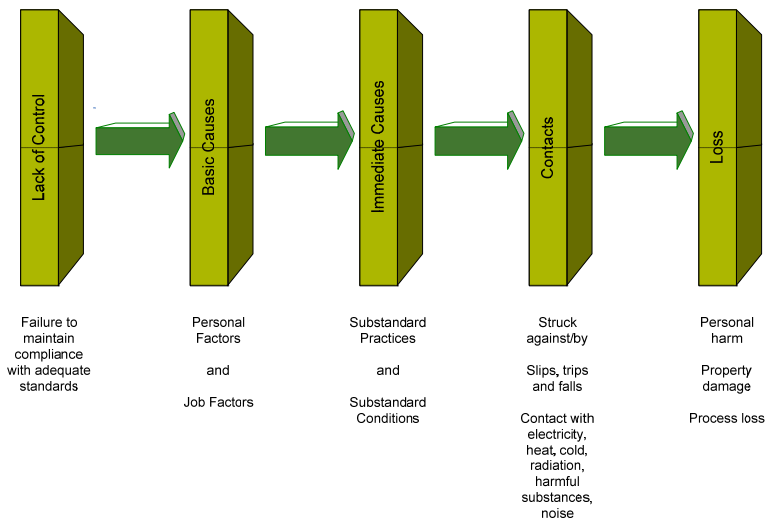 Lack of Control
Basic Causes
Immediate Causes
Contacts
Loss
Failure to
maintain
compliance
with adequate
standards
Personal
Factors
and
Job Factors
Substandard
Practices
and
Substandard
Conditions
Struck
against/by
Slips, trips
and falls
Contact with
electricity,
heat, cold,
radiation,
harmful
substances,
noise
Personal
harm
Property
damage
Process loss